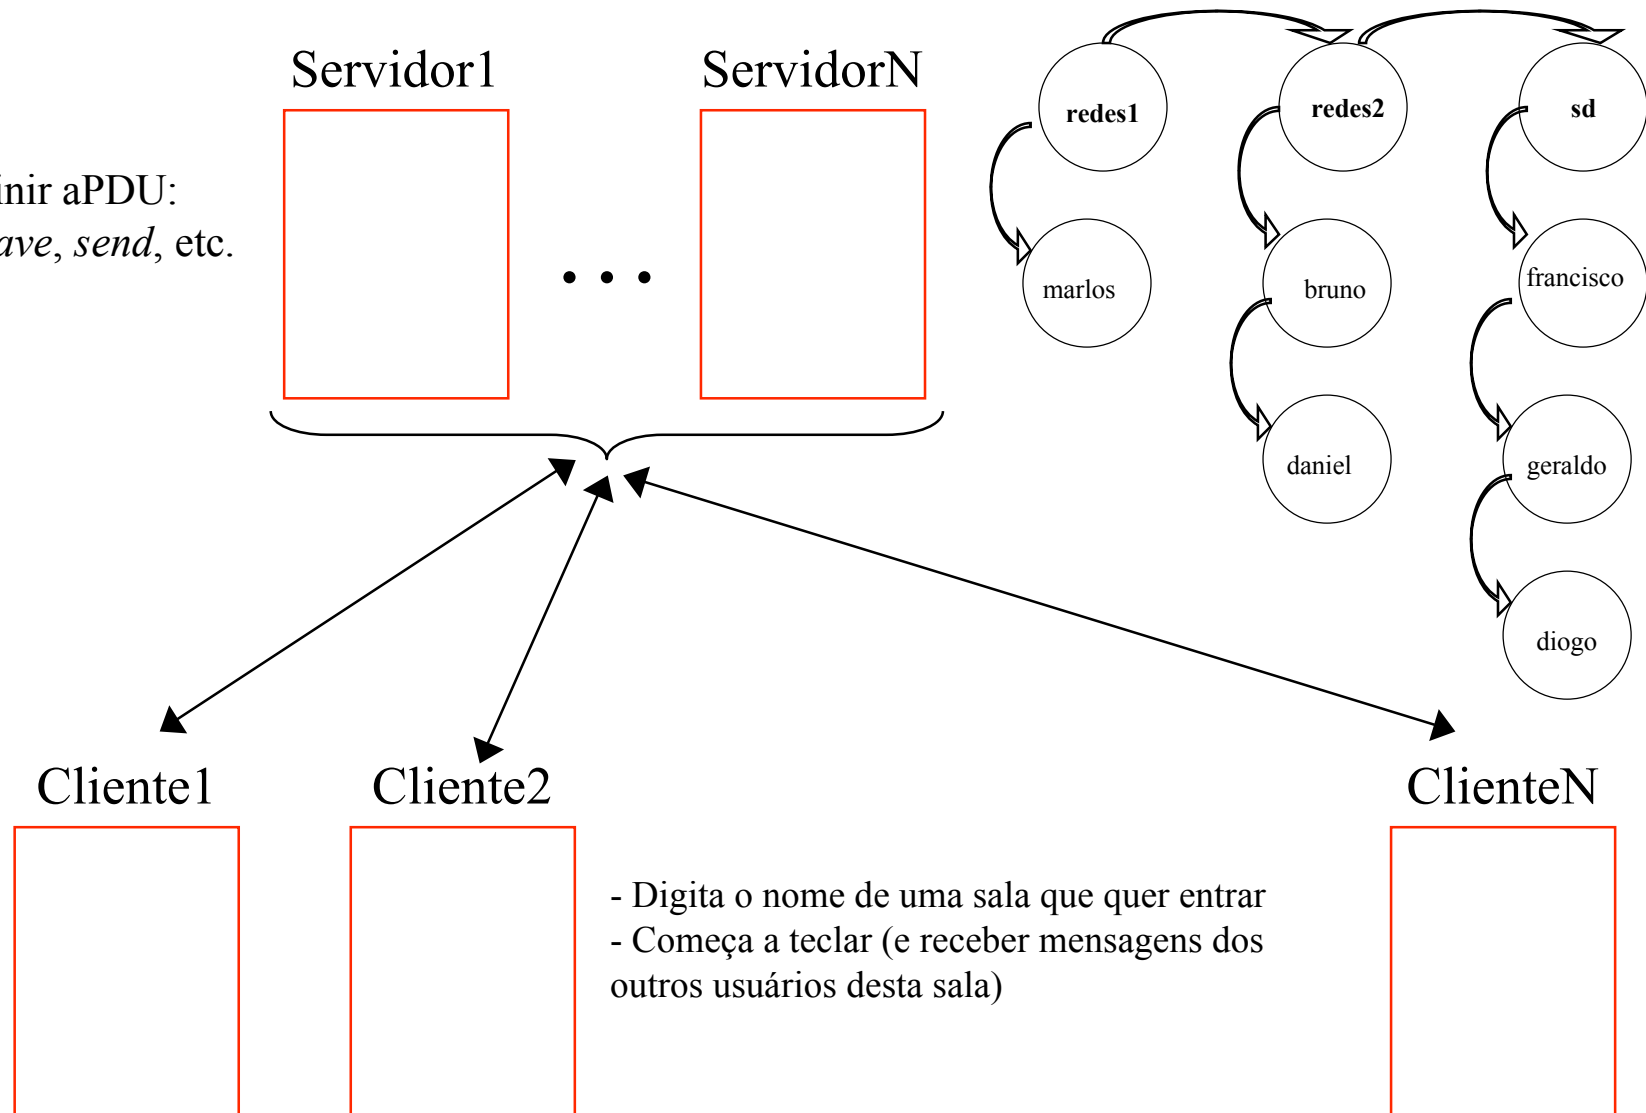 Servidor1
ServidorN
redes1
redes2
sd
inir aPDU:
ave, send, etc.
. . .
marlos
bruno
francisco
daniel
geraldo
diogo
Cliente1
Cliente2
ClienteN
- Digita o nome de uma sala que quer entrar
- Começa a teclar (e receber mensagens dos
outros usuários desta sala)